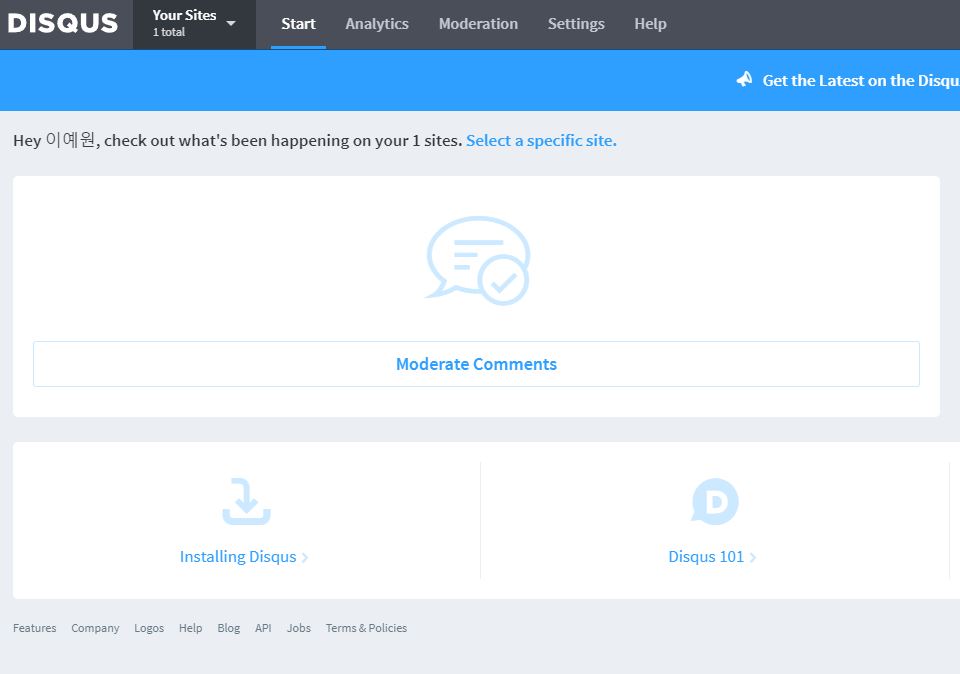 DISQUS
Your Sites
1 total
Start
Analytics
Moderation
Settings
Help
Get the Latest on the Disqu
Hey 이예원, check out what's been happening on your 1 sites. Select a specific site.
Moderate Comments
Installing Disqus
D
Disqus 101
Features Company Logos Help Blog API Jobs Terms & Policies